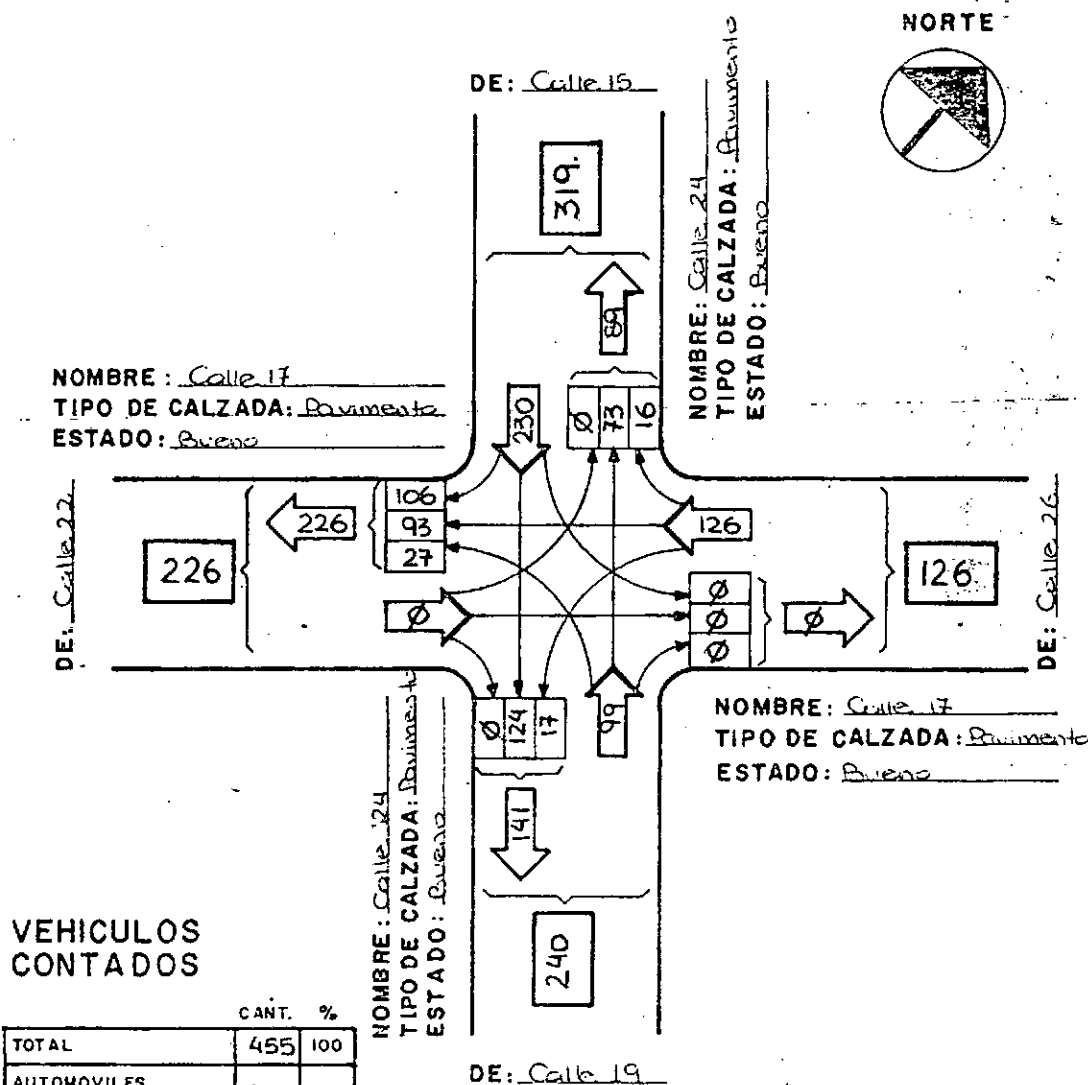 NORTE
DE: Calle 15
319.
NOMBRE: Calle 24
TIPO DE CALZADA: Pavimento
ESTADO: Bueno
89
NOMBRE: Calle 17
TIPO DE CALZADA: Pavimento
ESTADO: Bueno
230
Ø 73 16
DE: Calle 22
226
226
106
93
27
126
126
DE: Calle 26
Ø
Ø
Ø
Ø
Ø
Ø 124 17
99
NOMBRE: Calle 17
TIPO DE CALZADA: Pavimento
ESTADO: Bueno
NOMBRE: Calle 24
TIPO DE CALZADA: Pavimento
ESTADO: Bueno
141
240
VEHICULOS
CONTADOS
CANT. %
TOTAL 455 100
AUTOMOVILES
DE: Calle 19